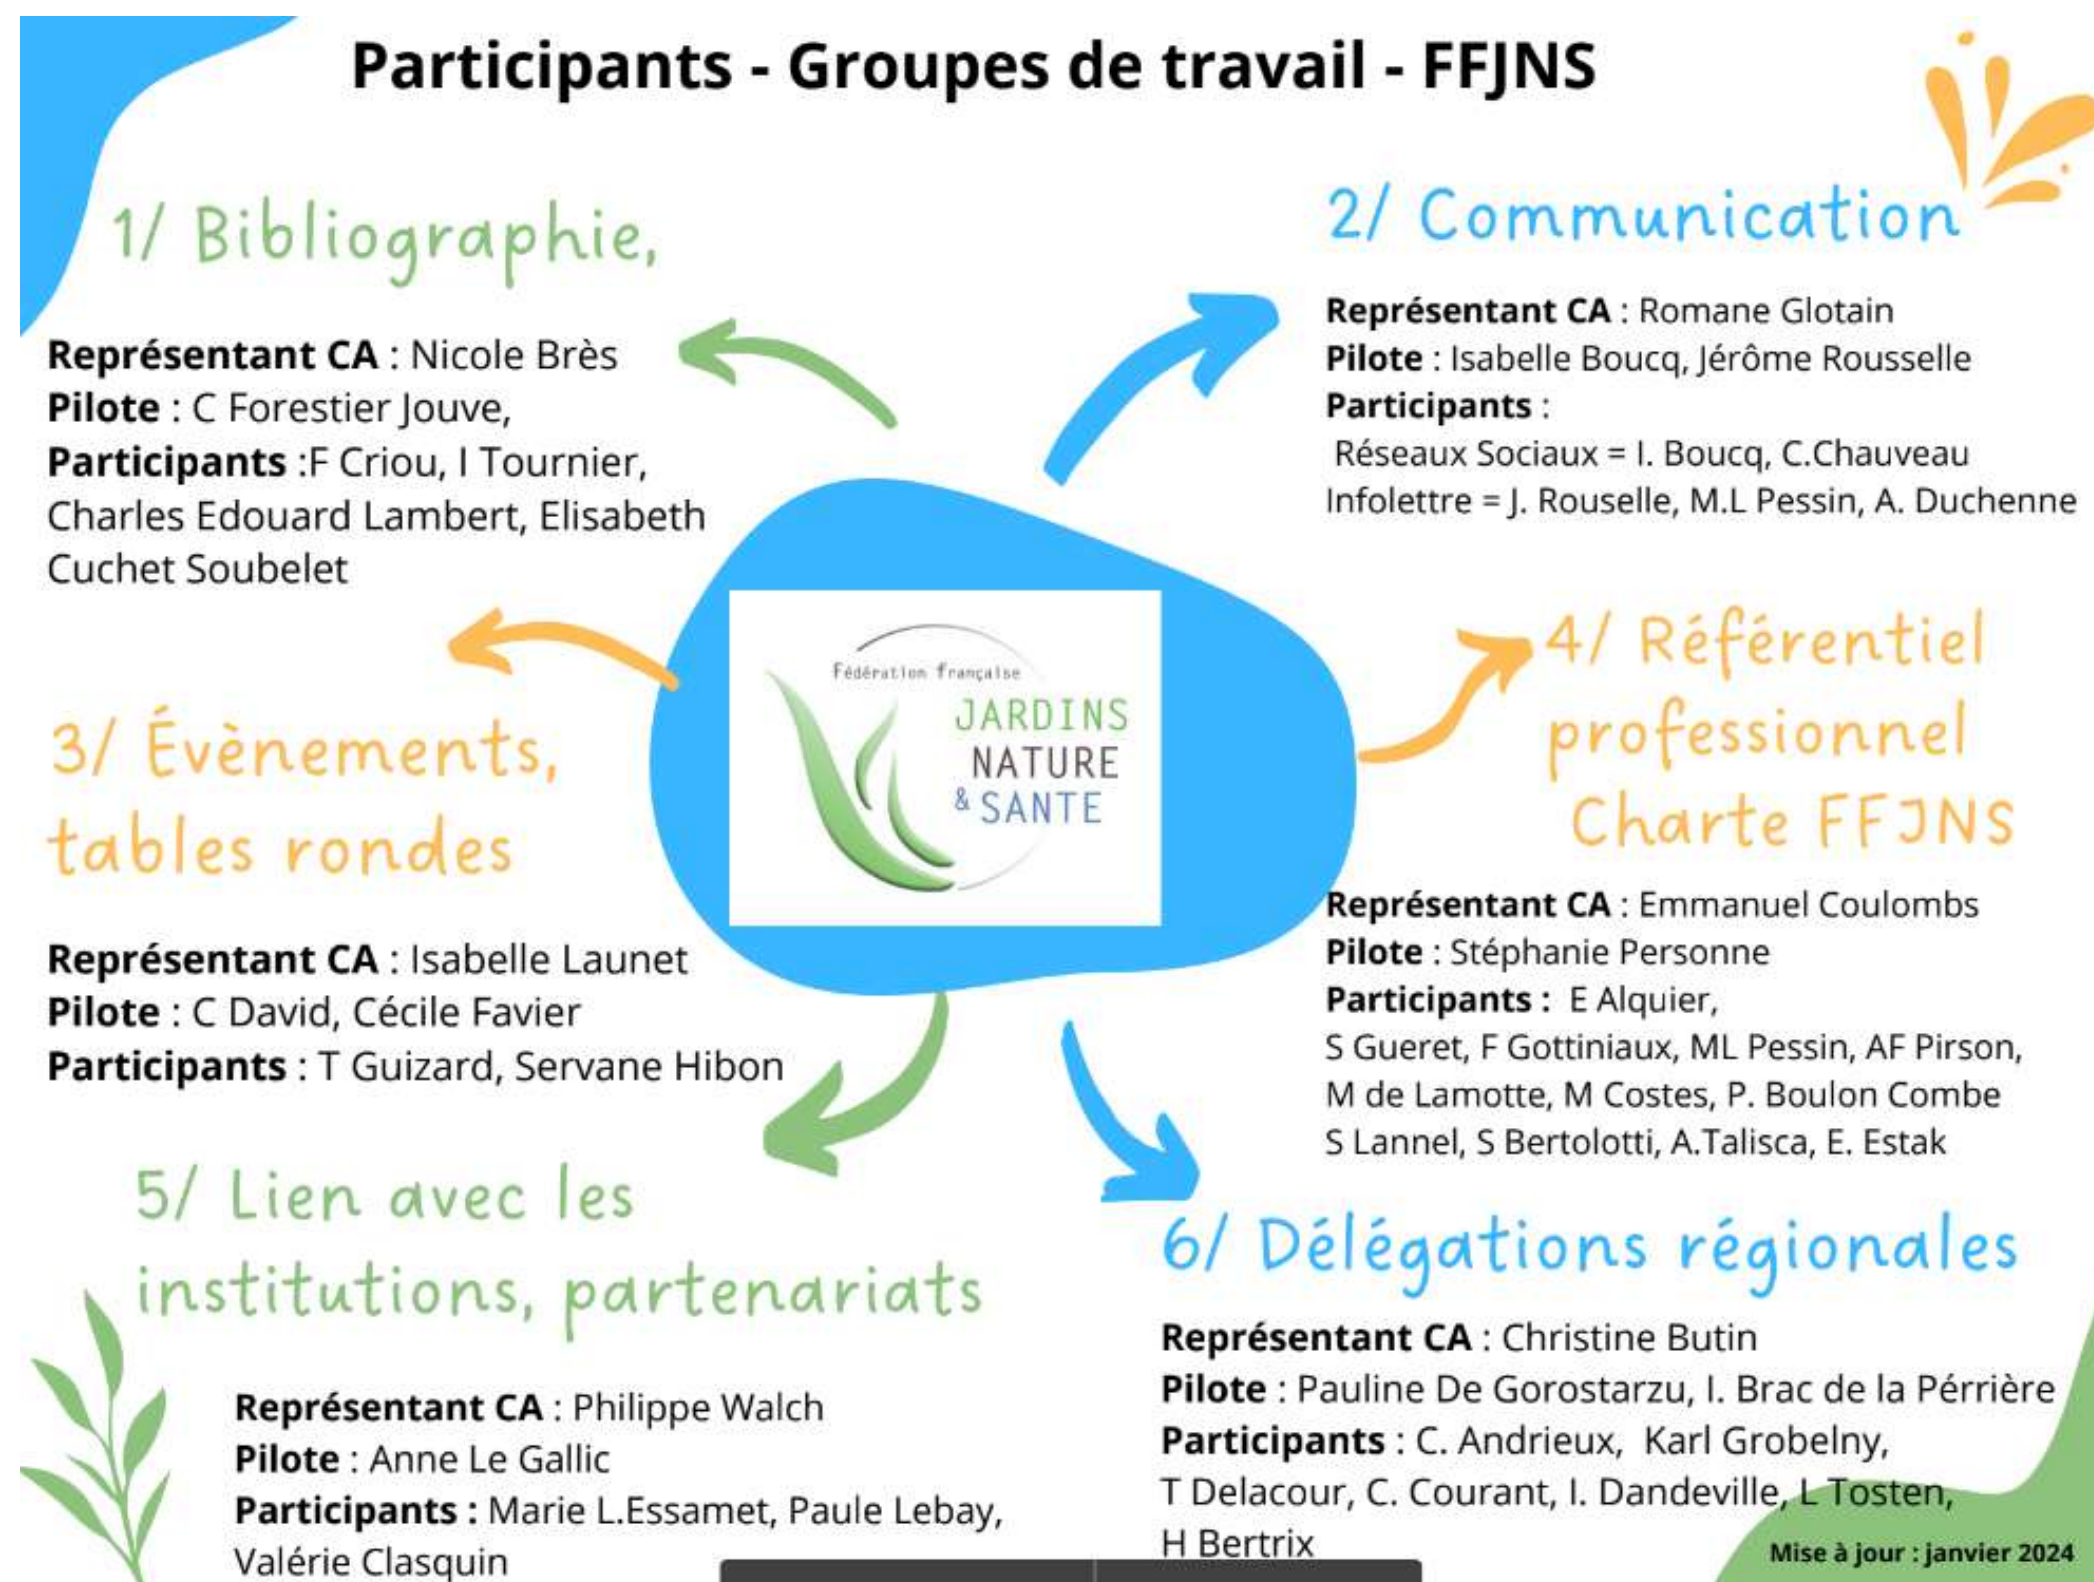 Participants - Groupes de travail - FFJNS
1/ Bibliographie,
Représentant CA : Nicole Brès
Pilote : C Forestier Jouve,
Participants :F Criou, I Tournier,
Charles Edouard Lambert, Elisabeth
Cuchet Soubelet
2/ Communication
Représentant CA : Romane Glotain
Pilote : Isabelle Boucq, Jérôme Rousselle
Participants :
Réseaux Sociaux = I. Boucq, C.Chauveau
Infolettre = J. Rouselle, M.L Pessin, A. Duchenne
Fédération française
JARDINS
NATURE
& SANTE
3/ Évènements,
tables rondes
Représentant CA : Isabelle Launet
Pilote : C David, Cécile Favier
Participants : T Guizard, Servane Hibon
4/ Référentiel
professionnel
Charte FFJNS
Représentant CA : Emmanuel Coulombs
Pilote : Stéphanie Personne
Participants : E Alquier,
S Gueret, F Gottiniaux, ML Pessin, AF Pirson,
M de Lamotte, M Costes, P. Boulon Combe
S Lannel, S Bertolotti, A.Talisca, E. Estak
5/ Lien avec les
institutions, partenariats
Représentant CA : Philippe Walch
Pilote : Anne Le Gallic
Participants : Marie L.Essamet, Paule Lebay,
Valérie Clasquin
6/ Délégations régionales
Représentant CA : Christine Butin
Pilote : Pauline De Gorostarzu, I. Brac de la Pérrière
Participants : C. Andrieux, Karl Grobelny,
T Delacour, C. Courant, I. Dandeville, L Tosten,
H Bertrix
Mise à jour : janvier 2024